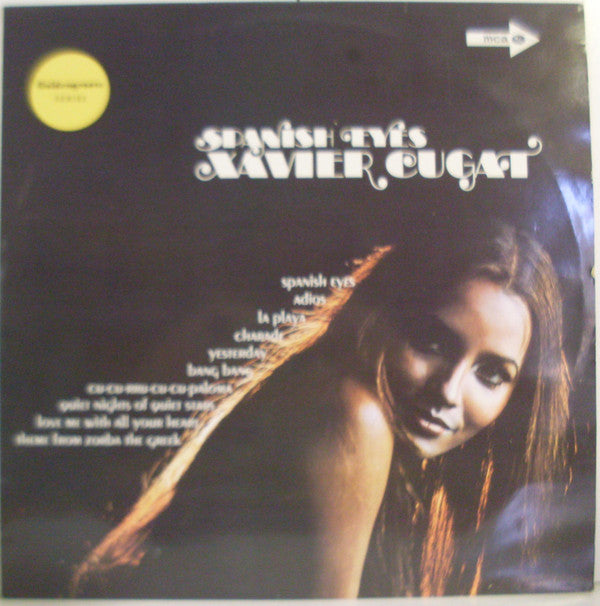 SERIES
mca
SPANISH EYES
XAVIER CUGAT
spanish eyes
adios
la playa
charade
yesterday
bang bang
cu-cu-rru-cu-cu-paloma
quiet nights of quiet stars
love me with all your heart
theme from zorba the greek